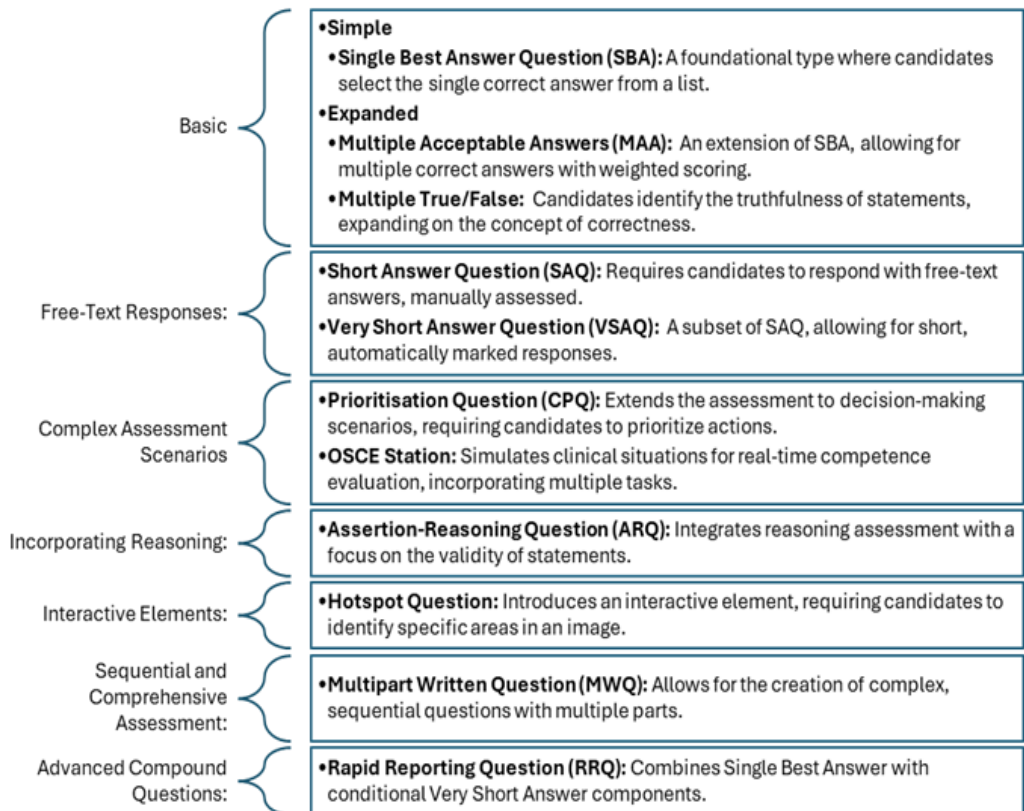 Basic
•Simple
•Single Best Answer Question (SBA): A foundational type where candidates
select the single correct answer from a list.
•Expanded
•Multiple Acceptable Answers (MAA): An extension of SBA, allowing for
multiple correct answers with weighted scoring.
•Multiple True/False: Candidates identify the truthfulness of statements,
expanding on the concept of correctness.
Free-Text Responses:
•Short Answer Question (SAQ): Requires candidates to respond with free-text
answers, manually assessed.
•Very Short Answer Question (VSAQ): A subset of SAQ, allowing for short,
automatically marked responses.
Complex Assessment
Scenarios
•Prioritisation Question (CPQ): Extends the assessment to decision-making
scenarios, requiring candidates to prioritize actions.
•OSCE Station: Simulates clinical situations for real-time competence
evaluation, incorporating multiple tasks.
Incorporating Reasoning:
•Assertion-Reasoning Question (ARQ): Integrates reasoning assessment with a
focus on the validity of statements.
Interactive Elements:
•Hotspot Question: Introduces an interactive element, requiring candidates to
identify specific areas in an image.
Sequential and
Comprehensive
Assessment:
•Multipart Written Question (MWQ): Allows for the creation of complex,
sequential questions with multiple parts.
Advanced Compound
Questions:
•Rapid Reporting Question (RRQ): Combines Single Best Answer with
conditional Very Short Answer components.